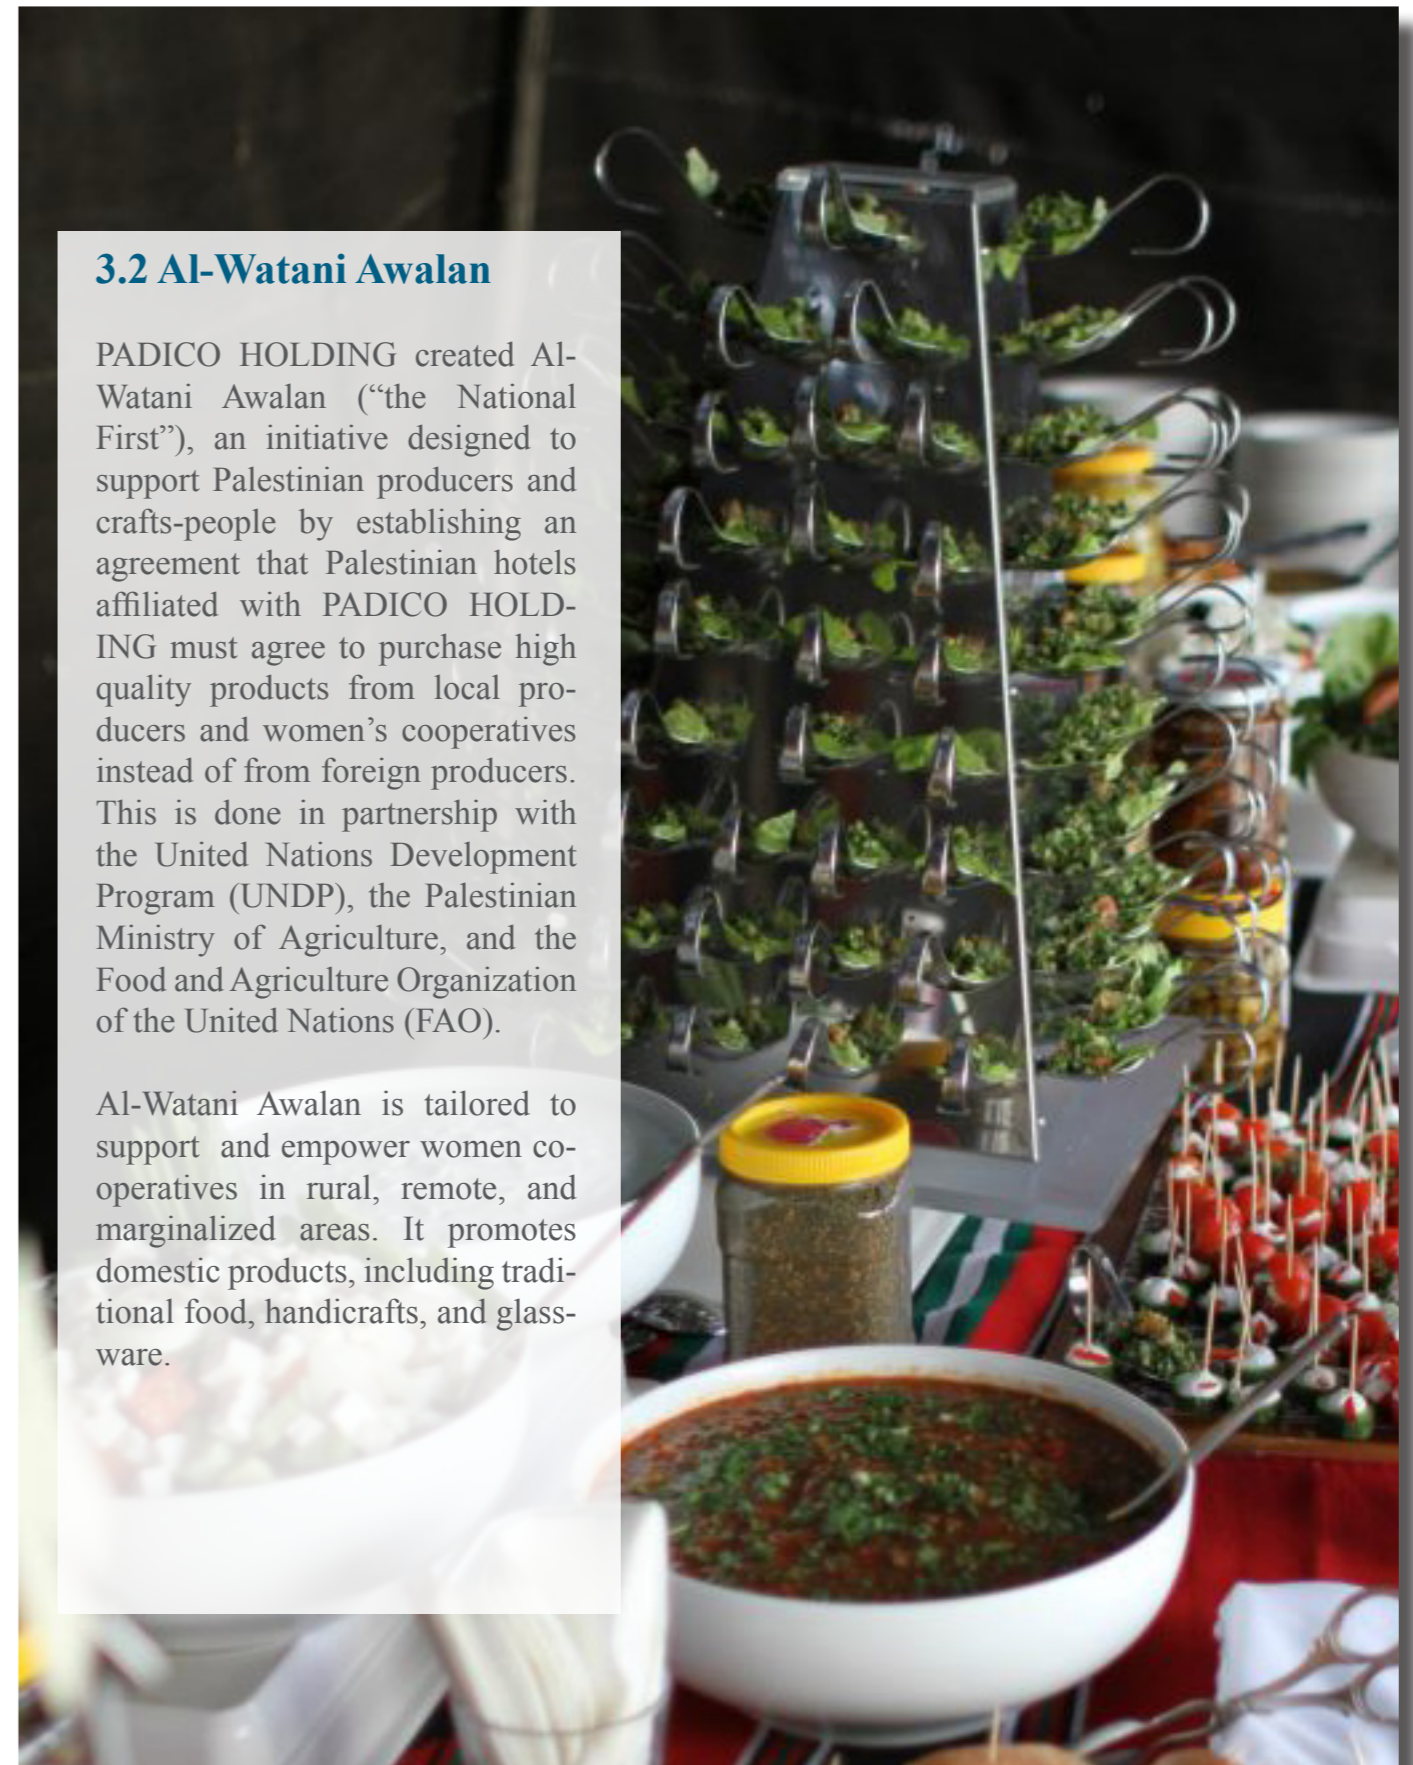 3.2 Al-Watani Awalan
PADICO HOLDING created Al-
Watani Awalan (“the National
First”), an initiative designed to
support Palestinian producers and
crafts-people by establishing an
agreement that Palestinian hotels
affiliated with PADICO HOLD-
ING must agree to purchase high
quality products from local pro-
ducers and women’s cooperatives
instead of from foreign producers.
This is done in partnership with
the United Nations Development
Program (UNDP), the Palestinian
Ministry of Agriculture, and the
Food and Agriculture Organization
of the United Nations (FAO).
Al-Watani Awalan is tailored to
support and empower women co-
operatives in rural, remote, and
marginalized areas. It promotes
domestic products, including tradi-
tional food, handicrafts, and glass-
ware.